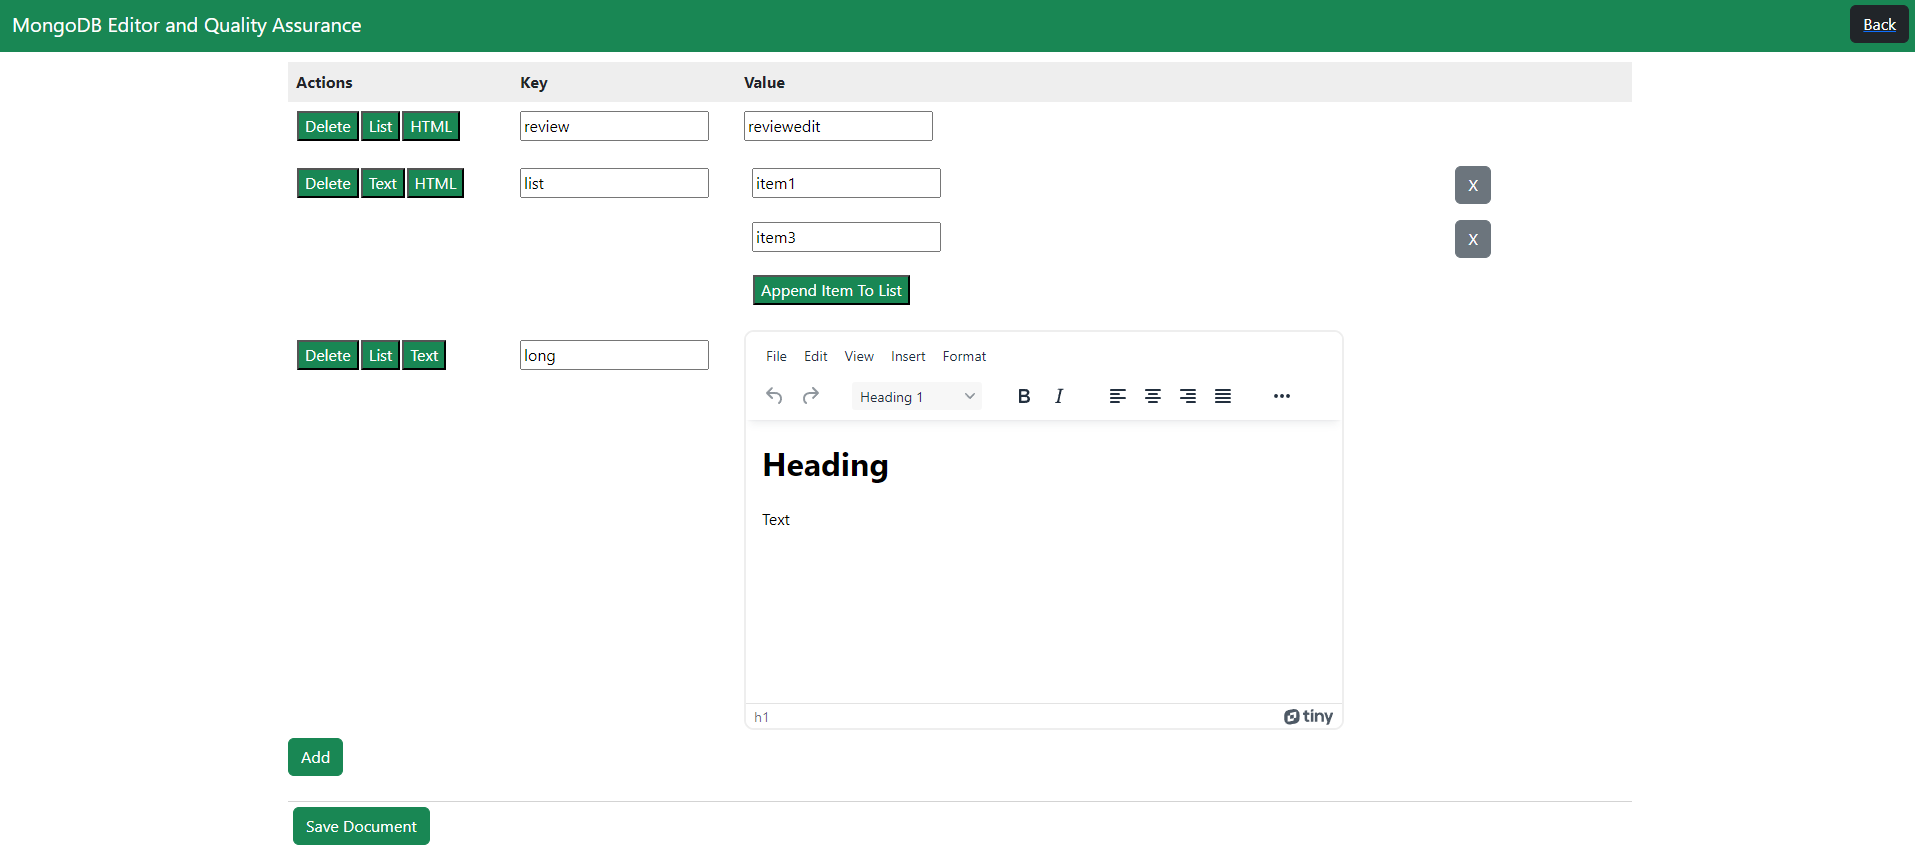 MongoDB Editor and Quality Assurance Back
Actions Key Value
Delete List HTML review reviewedit
Delete Text HTML list item1 X
item3 X
Append Item To List
Delete List Text long
File Edit View Insert Format
Heading 1 B I
Heading
Text
h1 tiny
Add
Save Document